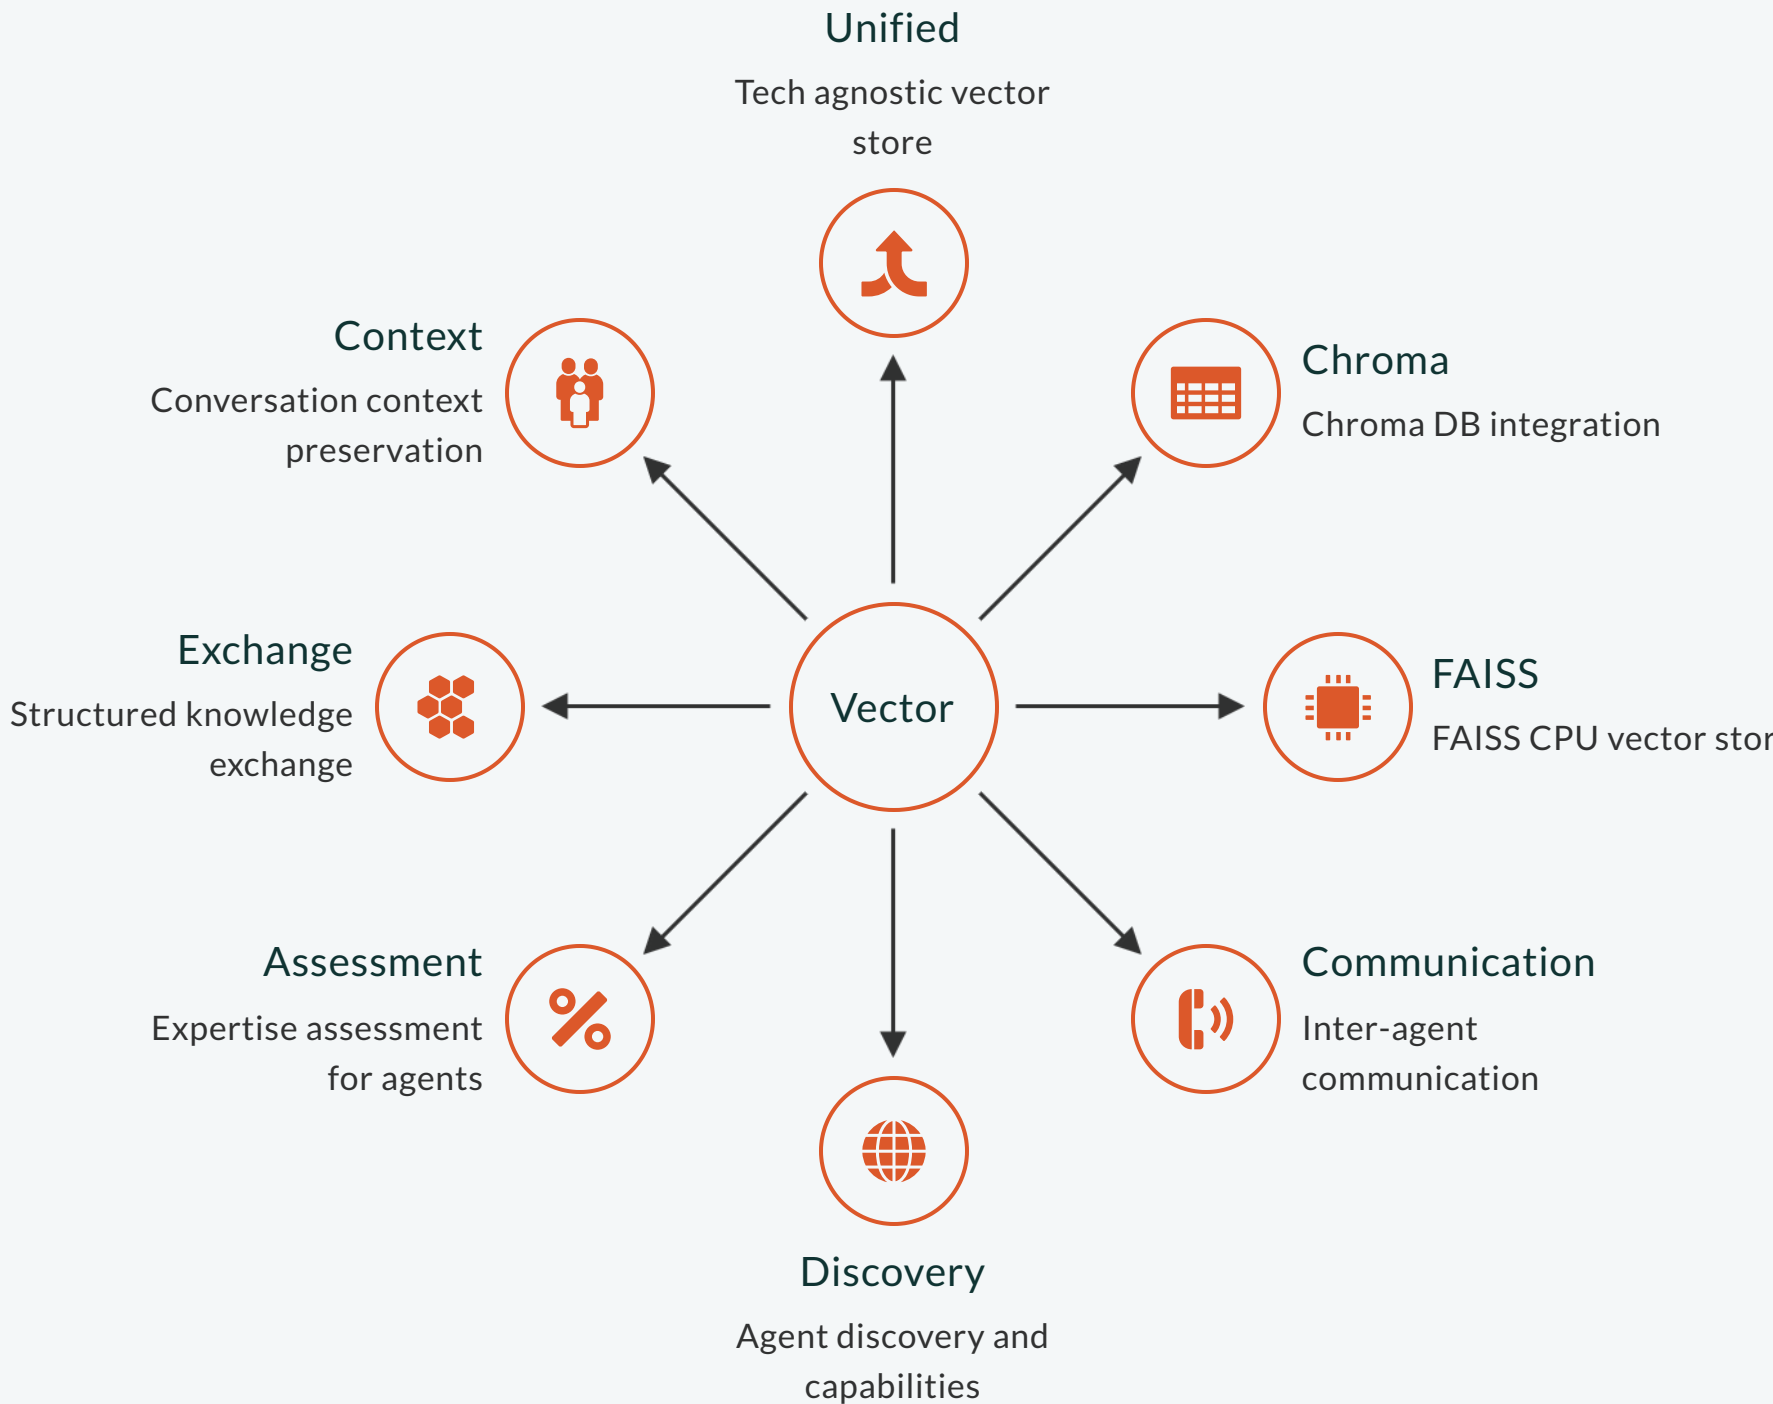 Unified
Tech agnostic vector
store
Context
Conversation context
preservation
Chroma
Chroma DB integration
Exchange
Structured knowledge
exchange
Vector
FAISS
FAISS CPU vector stor
Assessment
Expertise assessment
for agents
Communication
Inter-agent
communication
Discovery
Agent discovery and
capabilities